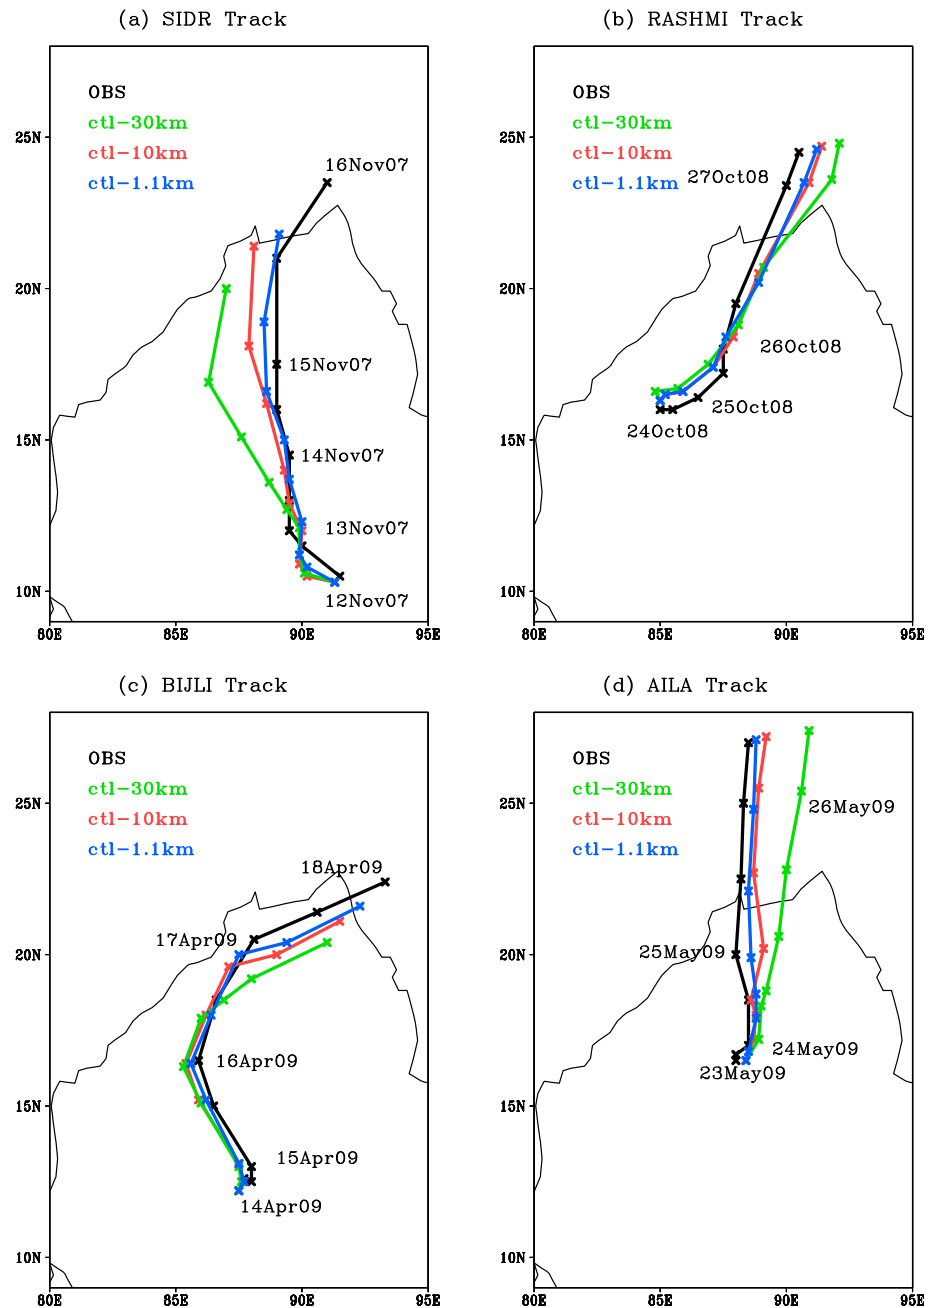 (a) SIDR Track
OBS
ctl-30km
ctl-10km
ctl-1.1km
16Nov07
15Nov07
14Nov07
13Nov07
12Nov07
25N
20N
15N
10N
80E 85E 90E 95E
(b) RASHMI Track
OBS
ctl-30km
ctl-10km
ctl-1.1km
27Oct08
26Oct08
25Oct08
24Oct08
25N
20N
15N
10N
80E 85E 90E 95E
(c) BIJLI Track
OBS
ctl-30km
ctl-10km
ctl-1.1km
18Apr09
17Apr09
16Apr09
15Apr09
14Apr09
25N
20N
15N
10N
80E 85E 90E 95E
(d) AILA Track
OBS
ctl-30km
ctl-10km
ctl-1.1km
26May09
25May09
24May09
23May09
25N
20N
15N
10N
80E 85E 90E 95E